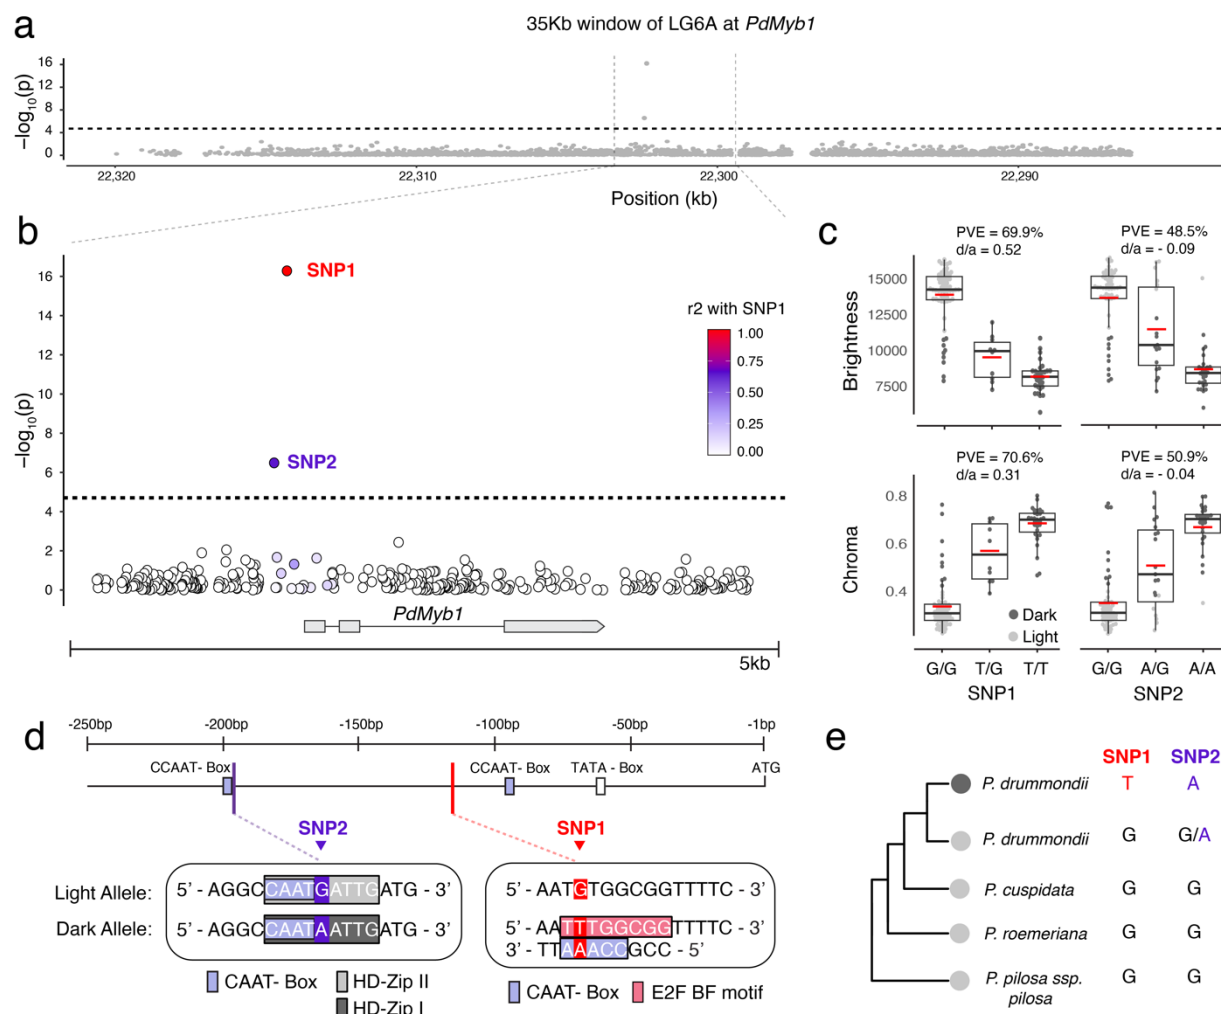 a
35Kb window of LG6A at PdMyb1
−log10(p)
16
12
8
4
0
22,320
22,310
22,300
22,290
Position (kb)
b
−log10(p)
16
14
12
10
8
6
4
2
0
SNP1
SNP2
r2 with SNP1
1.00
0.75
0.50
0.25
0.00
PdMyb1
5kb
c
PVE = 69.9%
d/a = 0.52
PVE = 48.5%
d/a = - 0.09
Brightness
15000
12500
10000
7500
PVE = 70.6%
d/a = 0.31
PVE = 50.9%
d/a = - 0.04
Chroma
0.8
0.6
0.4
Dark
Light
G/G T/G T/T
SNP1
G/G A/G A/A
SNP2
d
-250bp -200bp -150bp -100bp -50bp -1bp
CCAAT- Box
CCAAT- Box
TATA - Box
ATG
SNP2
SNP1
Light Allele:
5' - AGGCCAATGATTGATG - 3'
5' - AATGTGGCGGTTTTC - 3'
Dark Allele:
5' - AGGCCAATAATTGATG - 3'
5' - AATTTGGCGGTTTTC - 3'
3' - TTAAACCGCC - 5'
CAAT- Box
HD-Zip II
HD-Zip I
CAAT- Box
E2F BF motif
e
SNP1 SNP2
P. drummondii T A
P. drummondii G G/A
P. cuspidata G G
P. roemeriana G G
P. pilosa ssp.
pilosa G G